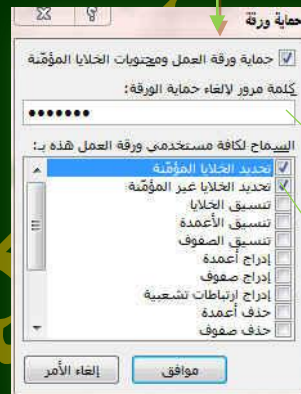 حماية ورقة
حماية ورقة العمل ومحتويات الخلايا المؤمّنة
كلمة مرور لإلغاء حماية الورقة:
•••••••
السماح لكافة مستخدمي ورقة العمل هذه بـ:
تحديد الخلايا المؤمّنة
تحديد الخلايا غير المؤمّنة
تنسيق الخلايا
تنسيق الأعمدة
تنسيق الصفوف
إدراج أعمدة
إدراج صفوف
إدراج ارتباطات تشعبية
حذف أعمدة
حذف صفوف
موافق
إلغاء الأمر